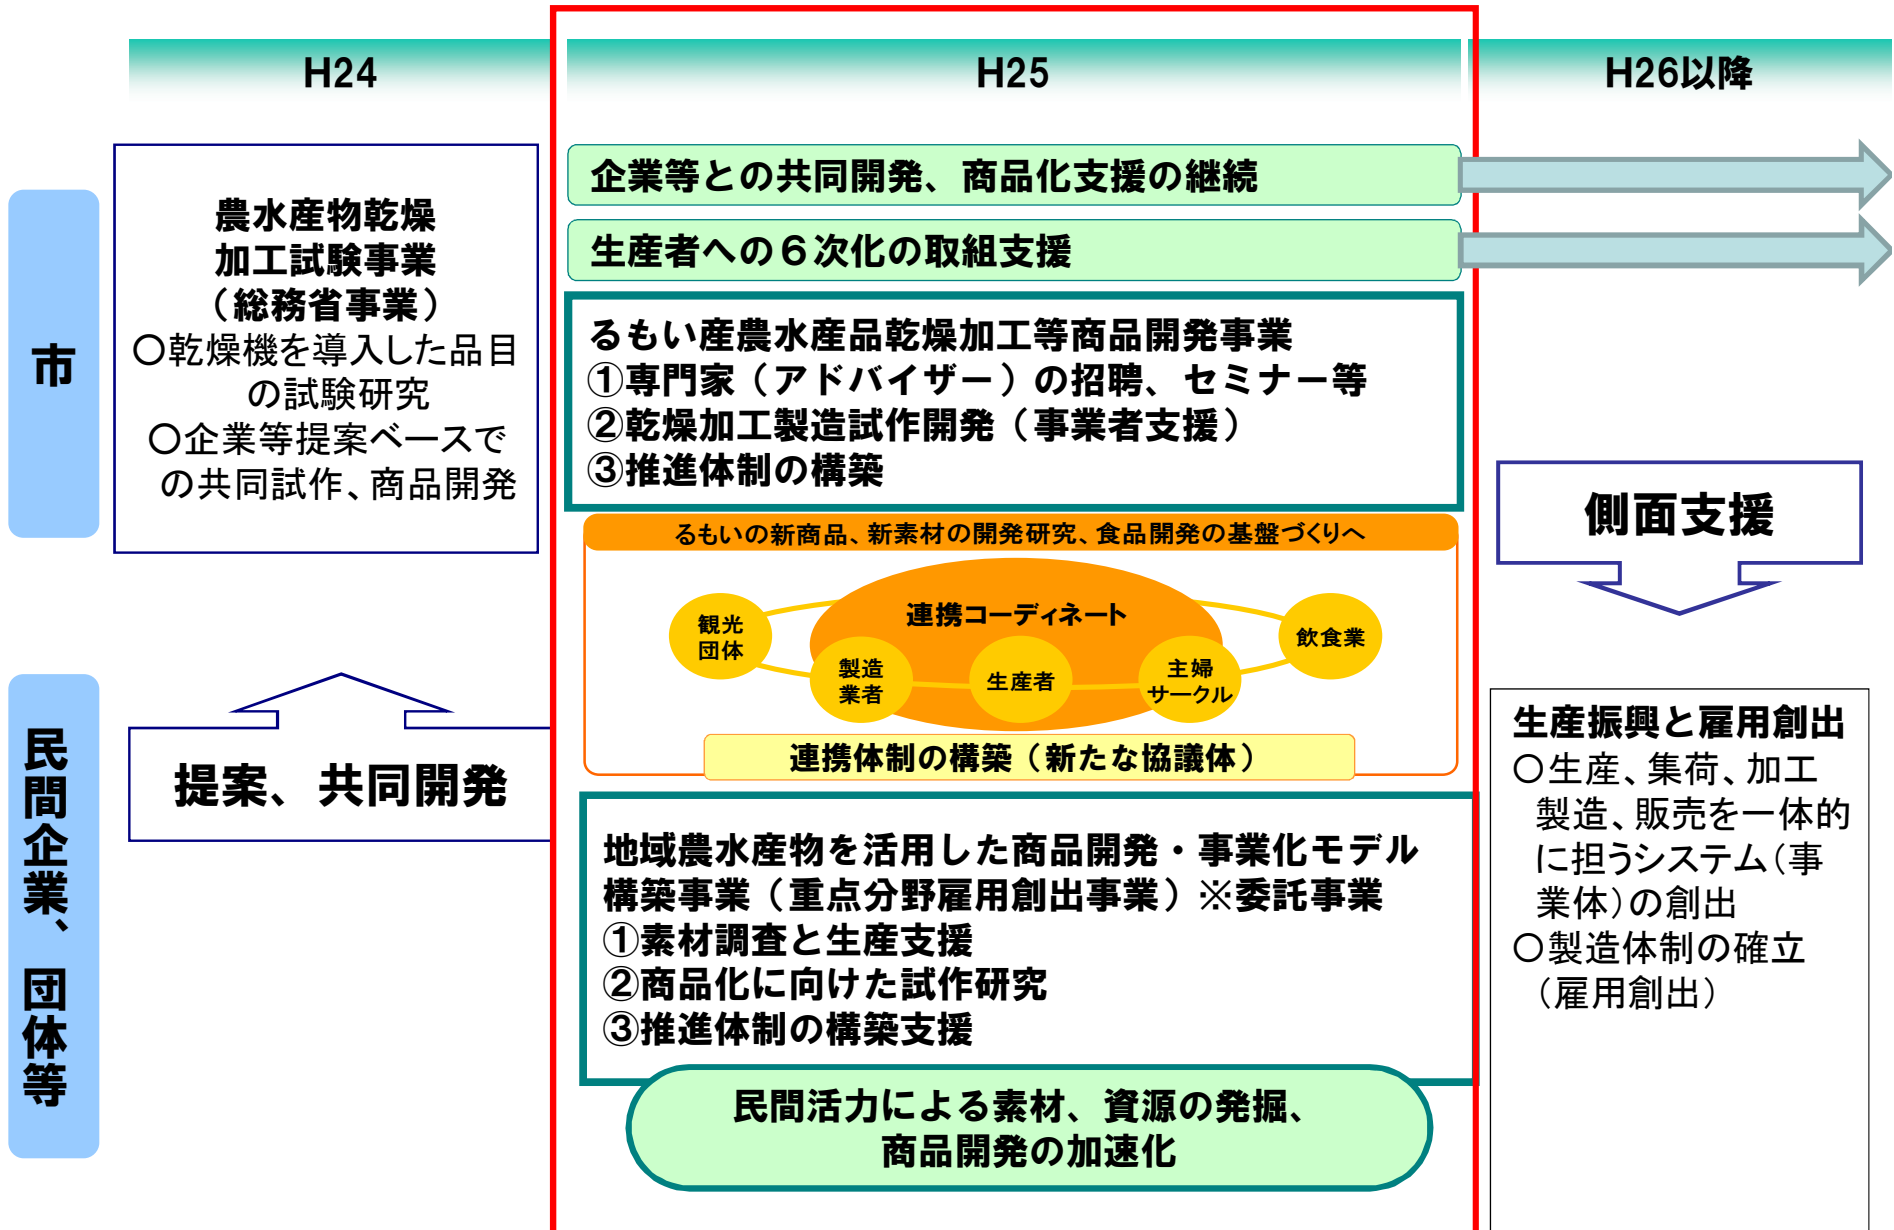 H24
H25
H26以降
市
農水産物乾燥
加工試験事業
（総務省事業）
○乾燥機を導入した品目
の試験研究
○企業等提案ベースで
の共同試作、商品開発
企業等との共同開発、商品化支援の継続
生産者への６次化の取組支援
るもい産農水産品乾燥加工等商品開発事業
①専門家（アドバイザー）の招聘、セミナー等
②乾燥加工製造試作開発（事業者支援）
③推進体制の構築
るもいの新商品、新素材の開発研究、食品開発の基盤づくりへ
連携コーディネート
観光
団体
製造
業者
生産者
主婦
サークル
飲食業
連携体制の構築（新たな協議体）
側面支援
民間企業、団体等
提案、共同開発
地域農水産物を活用した商品開発・事業化モデル
構築事業（重点分野雇用創出事業）※委託事業
①素材調査と生産支援
②商品化に向けた試作研究
③推進体制の構築支援
民間活力による素材、資源の発掘、
商品開発の加速化
生産振興と雇用創出
○生産、集荷、加工
製造、販売を一体的
に担うシステム（事
業体）の創出
○製造体制の確立
（雇用創出）